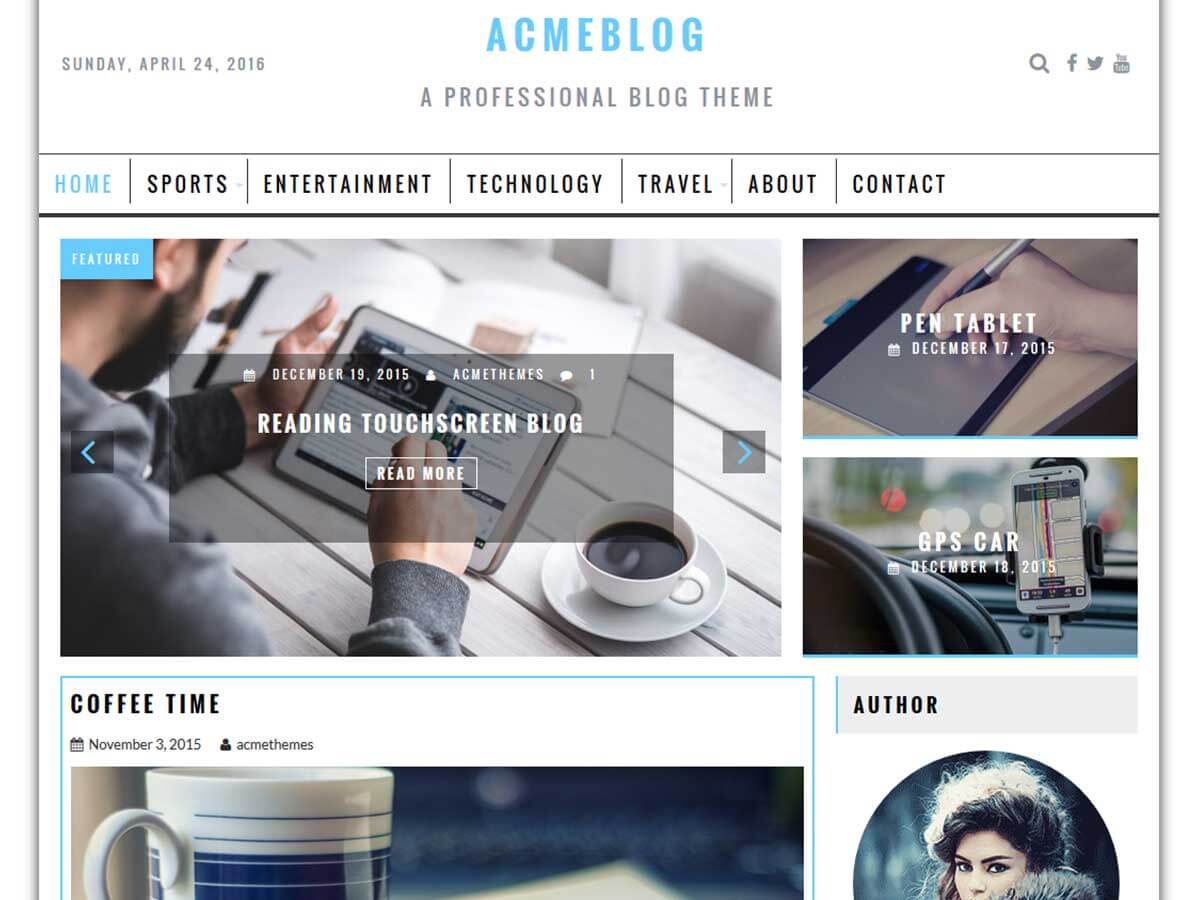 ACMEBLOG
SUNDAY, APRIL 24, 2016
A PROFESSIONAL BLOG THEME
HOME SPORTS ENTERTAINMENT TECHNOLOGY TRAVEL ABOUT CONTACT
FEATURED
DECEMBER 19, 2015 ACMETHEMES 1
READING TOUCHSCREEN BLOG
READ MORE
PEN TABLET
DECEMBER 17, 2015
GPS CAR
DECEMBER 18, 2015
COFFEE TIME
November 3, 2015 acmethemes
AUTHOR